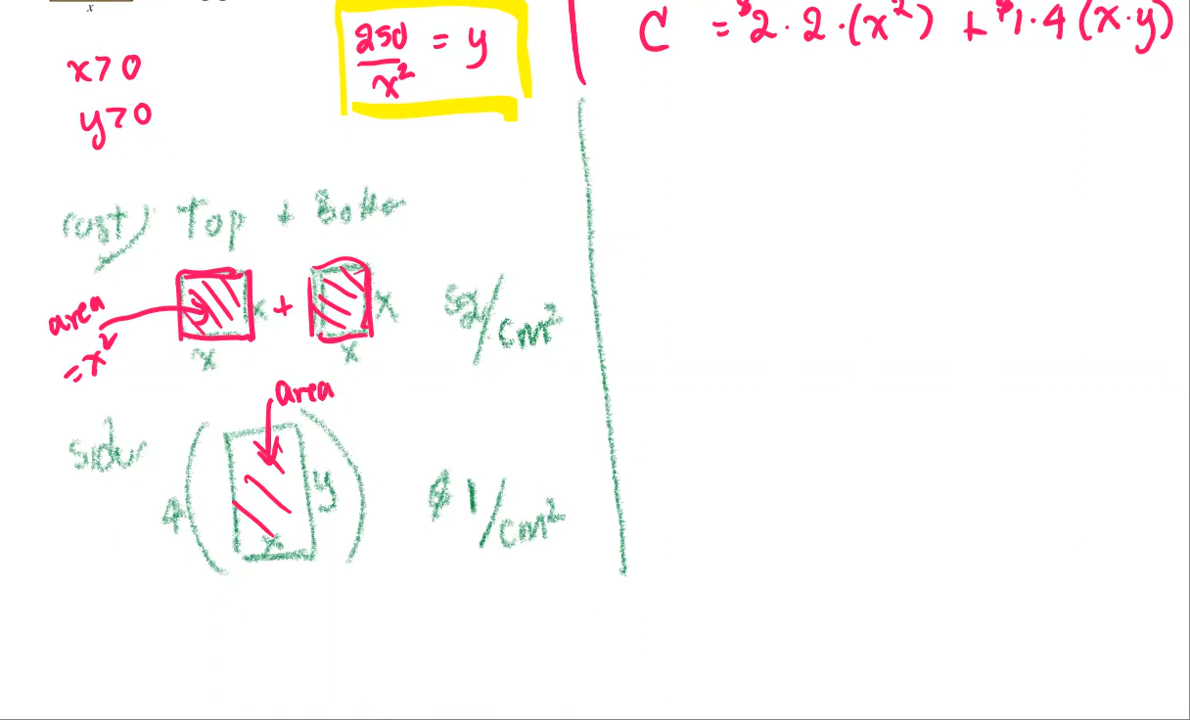 x
250/x² = y
x>0
y>0
C = $2·2·(x²) + $1·4(x·y)
cost) Top + Bottom
area = x²
x + x
x x
$2/cm²
area
sides
4( y )
x
$1/cm²